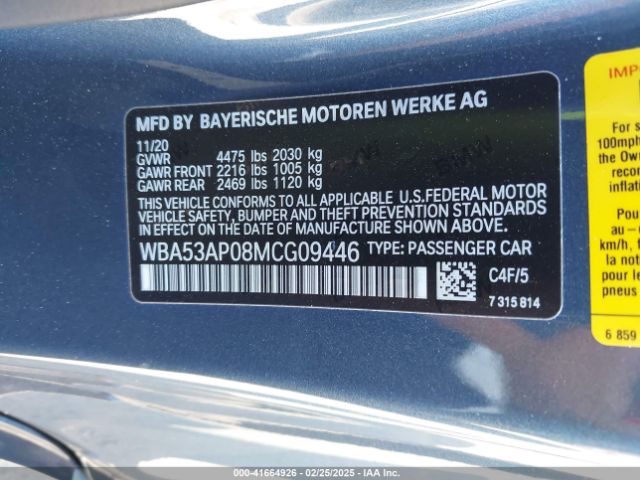 MFD BY BAYERISCHE MOTOREN WERKE AG
11/20
GVWR 4475 lbs 2030 kg
GAWR FRONT 2216 lbs 1005 kg
GAWR REAR 2469 lbs 1120 kg
THIS VEHICLE CONFORMS TO ALL APPLICABLE U.S.FEDERAL MOTOR
VEHICLE SAFETY, BUMPER AND THEFT PREVENTION STANDARDS
IN EFFECT ON THE DATE OF MANUFACTURE SHOWN ABOVE.
WBA53AP08MCG09446 TYPE: PASSENGER CAR
C4F/5
7 315 814
IMPO
For s
100mph
the Ow
recom
inflat
Pou
au-
km/h,
la not
pour le
pneus
6 859
000-41664926 - 02/25/2025 - IAA Inc.